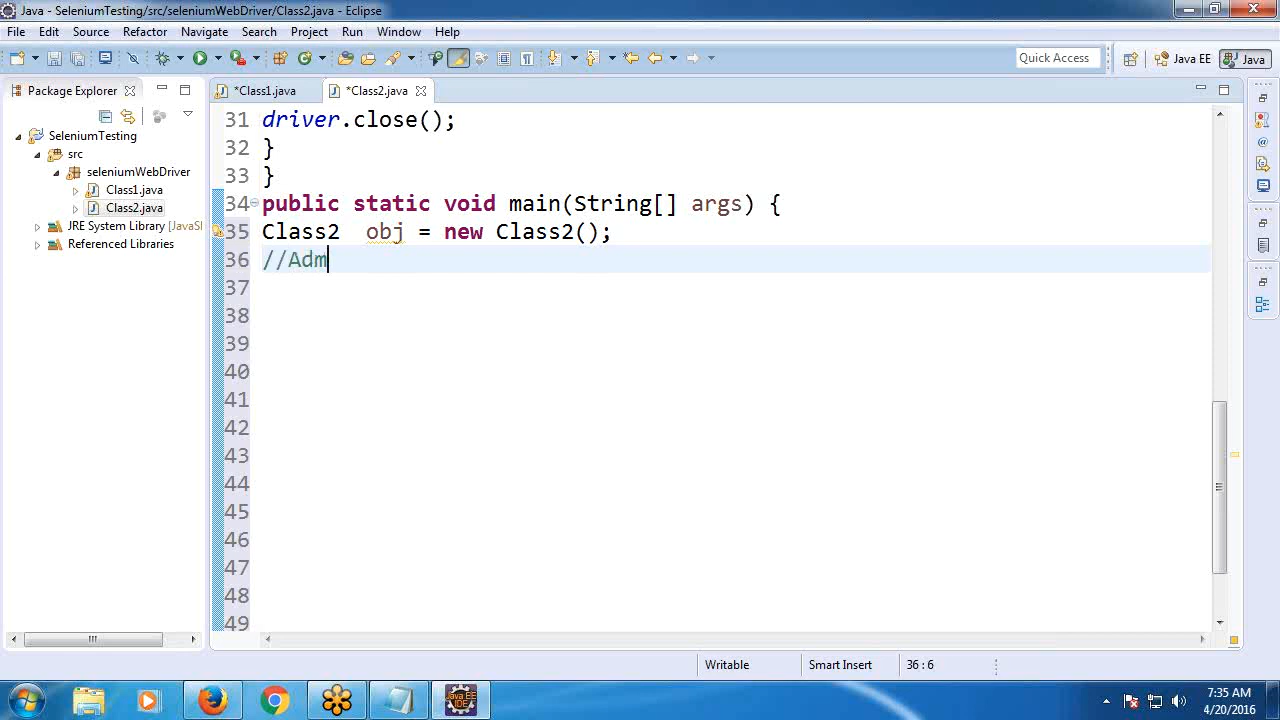 Java - SeleniumTesting/src/seleniumWebDriver/Class2.java - Eclipse
File Edit Source Refactor Navigate Search Project Run Window Help
Quick Access
Java EE
Java
Package Explorer
*Class1.java
*Class2.java
SeleniumTesting
src
seleniumWebDriver
Class1.java
Class2.java
JRE System Library [JavaSE
Referenced Libraries
31 driver.close();
32 }
33 }
34 public static void main(String[] args) {
35 Class2  obj = new Class2();
36 //Adm
37
38
39
40
41
42
43
44
45
46
47
48
49
Writable
Smart Insert
36 : 6
Java EE
IDE
7:35 AM
4/20/2016